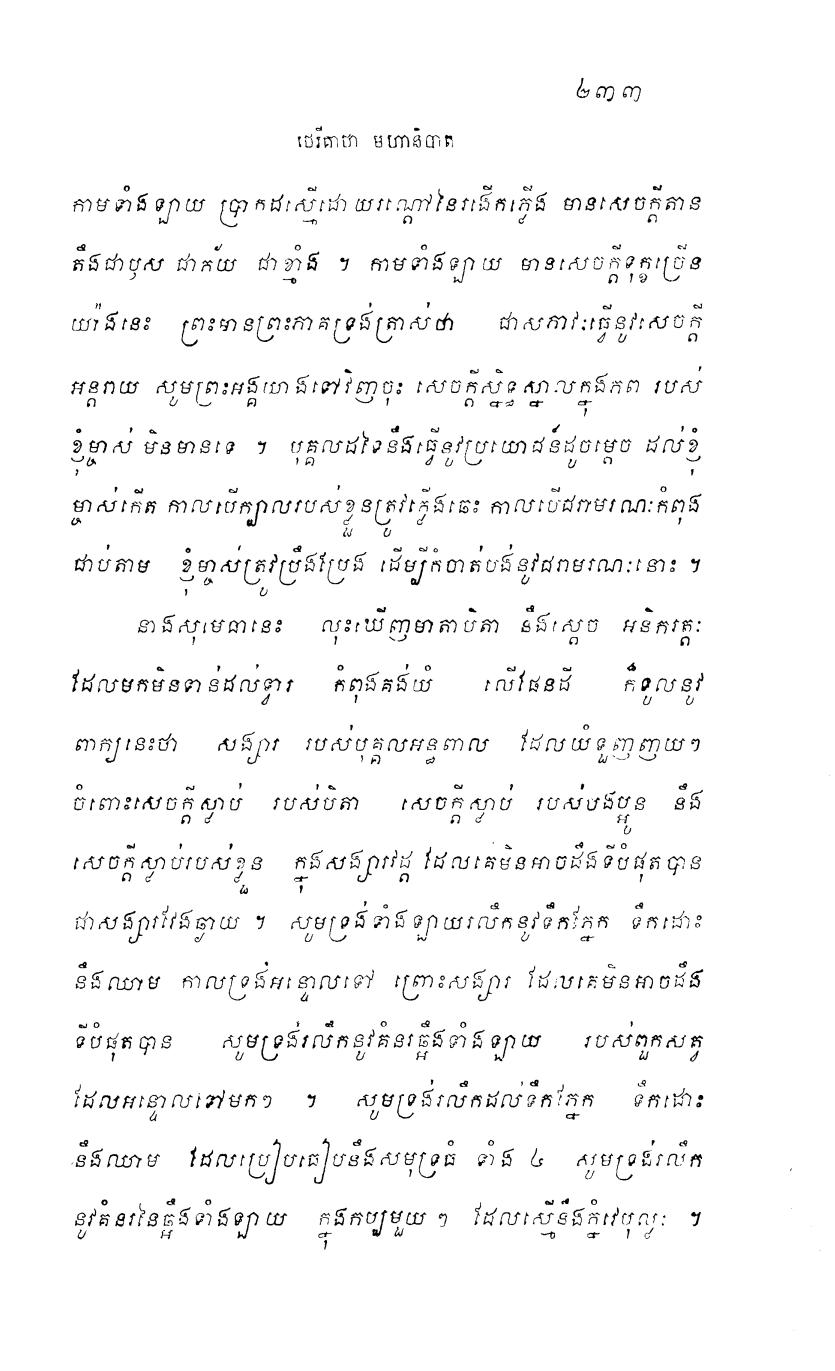 ២៣៣
ថេរីគាថា មហានិបាត
កាមទាំងឡាយ ប្រាកដស្មើដោយរណ្តៅនៃរងើកភ្លើង មានសេចក្តីតាន
តឹងជាឫស ជាភ័យ ជាខ្មាំង ។ កាមទាំងឡាយ មានសេចក្តីទុក្ខច្រើន
យ៉ាងនេះ ព្រះមានព្រះភាគទ្រង់ត្រាស់ថា ជាសភាវៈធ្វើនូវសេចក្តី
អន្តរាយ សូមព្រះអង្គយាងទៅវិញចុះ សេចក្តីស្និទ្ធស្នាលក្នុងភព របស់
ខ្ញុំម្ចាស់ មិនមានទេ ។ បុគ្គលដទៃនឹងធ្វើនូវប្រយោជន៍ដូចម្តេច ដល់ខ្ញុំ
ម្ចាស់កើត កាលបើក្បាលរបស់ខ្លួនត្រូវភ្លើងឆេះ កាលបើជរាមរណៈកំពុង
ជាប់តាម ខ្ញុំម្ចាស់ត្រូវប្រឹងប្រែង ដើម្បីកំចាត់បង់នូវជរាមរណៈនោះ ។
នាងសុមេធានេះ លុះឃើញមាតាបិតា នឹងស្តេច អនិករត្តៈ
ដែលមកមិនទាន់ដល់ទ្វារ កំពុងគង់យំ លើផែនដី ក៏ទូលនូវ
ពាក្យនេះថា សង្សារ របស់បុគ្គលអន្ធពាល ដែលយំទួញញយៗ
ចំពោះសេចក្តីស្លាប់ របស់បិតា សេចក្តីស្លាប់ របស់បងប្អូន នឹង
សេចក្តីស្លាប់របស់ខ្លួន ក្នុងសង្សារវដ្ត ដែលគេមិនអាចដឹងទីបំផុតបាន
ជាសង្សារវែងឆ្ងាយ ។ សូមទ្រង់ទាំងឡាយរលឹកនូវទឹកភ្នែក ទឹកដោះ
នឹងឈាម កាលទ្រង់អន្ទោលទៅ ព្រោះសង្សារ ដែលគេមិនអាចដឹង
ទីបំផុតបាន សូមទ្រង់រលឹកនូវគំនរឆ្អឹងទាំងឡាយ របស់ពួកសត្វ
ដែលអន្ទោលទៅមកៗ ។ សូមទ្រង់រលឹកដល់ទឹកភ្នែក ទឹកដោះ
នឹងឈាម ដែលប្រៀបធៀបនឹងសមុទ្រធំ ទាំង ៤ សូមទ្រង់រលឹក
នូវគំនរនៃឆ្អឹងទាំងឡាយ ក្នុងកប្បមួយ ៗ ដែលស្មើនឹងភ្នំវេបុល្លៈ ។